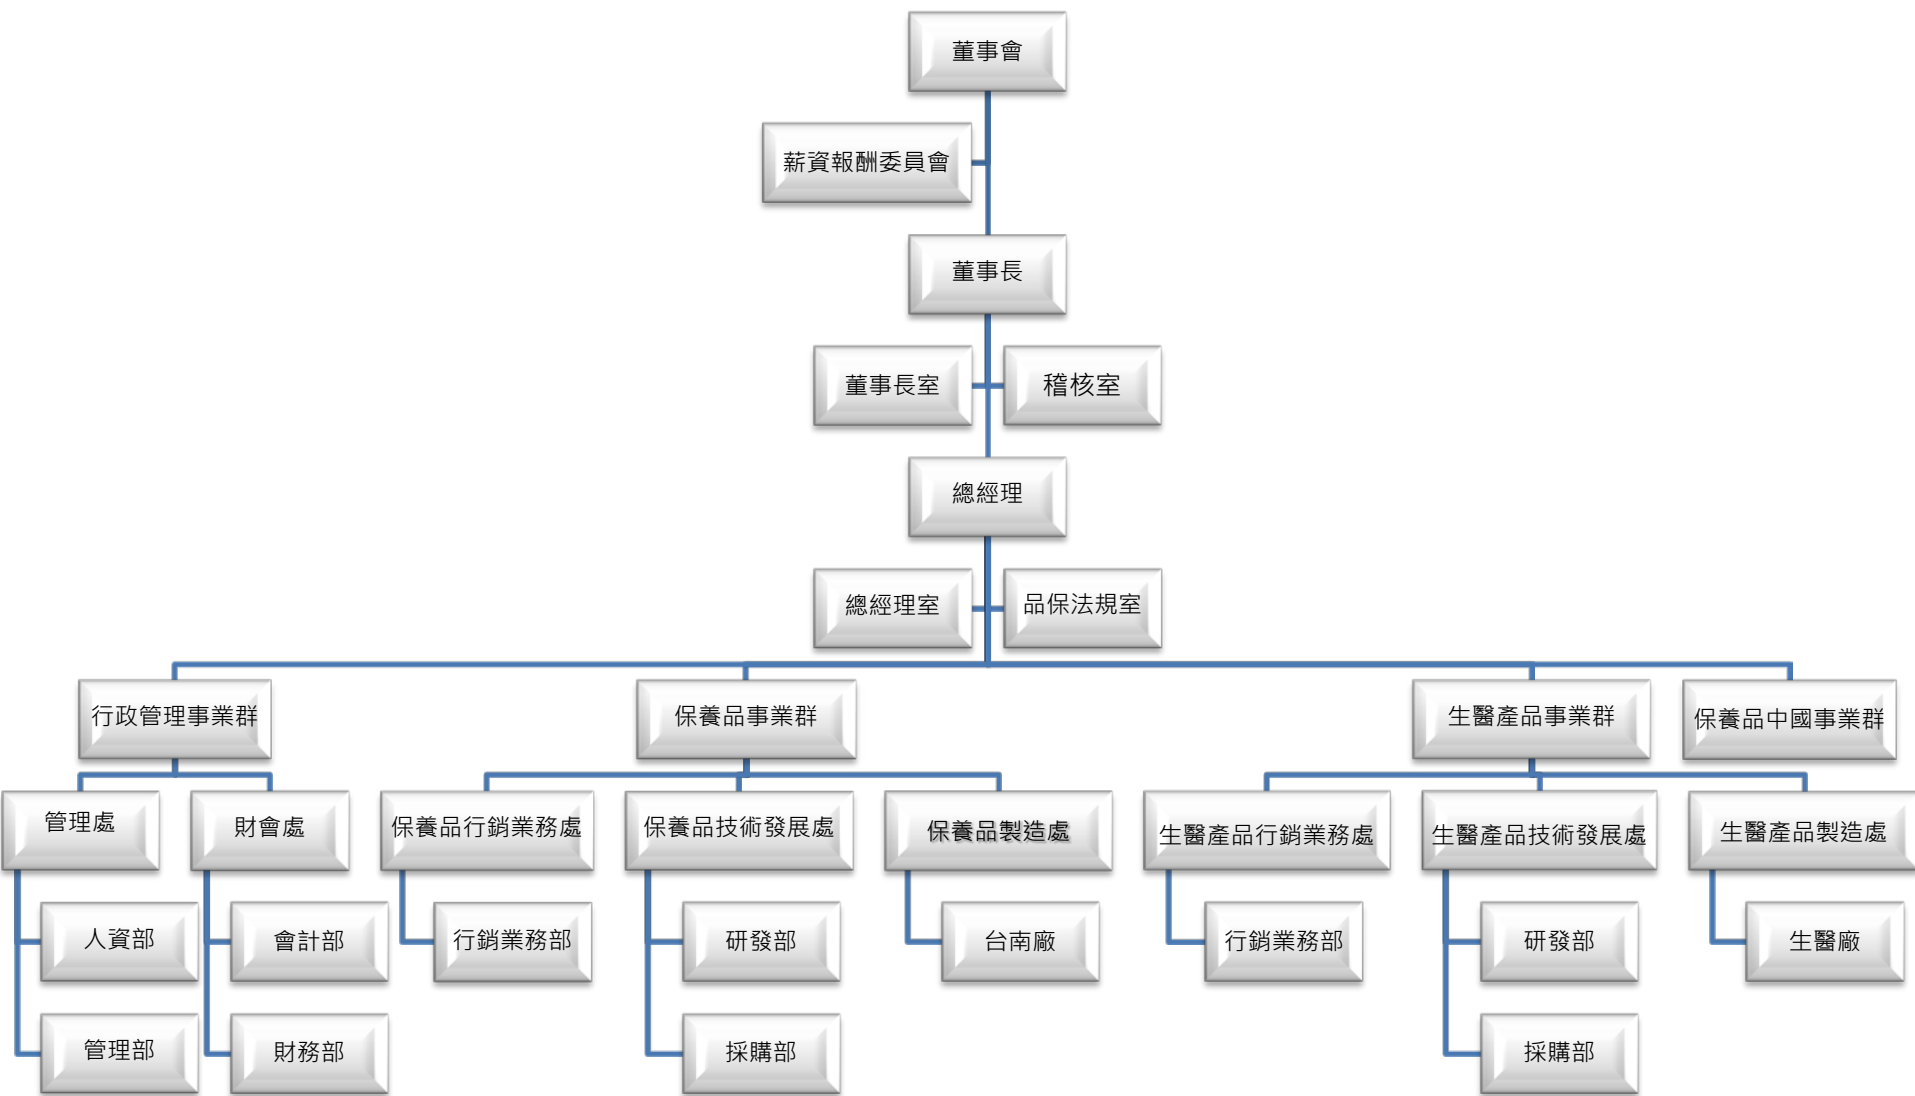 董事會
薪資報酬委員會
董事長
董事長室
稽核室
總經理
總經理室
品保法規室
行政管理事業群
保養品事業群
生醫產品事業群
保養品中國事業群
管理處
財會處
保養品行銷業務處
保養品技術發展處
保養品製造處
生醫產品行銷業務處
生醫產品技術發展處
生醫產品製造處
人資部
會計部
行銷業務部
研發部
台南廠
行銷業務部
研發部
生醫廠
管理部
財務部
採購部
採購部